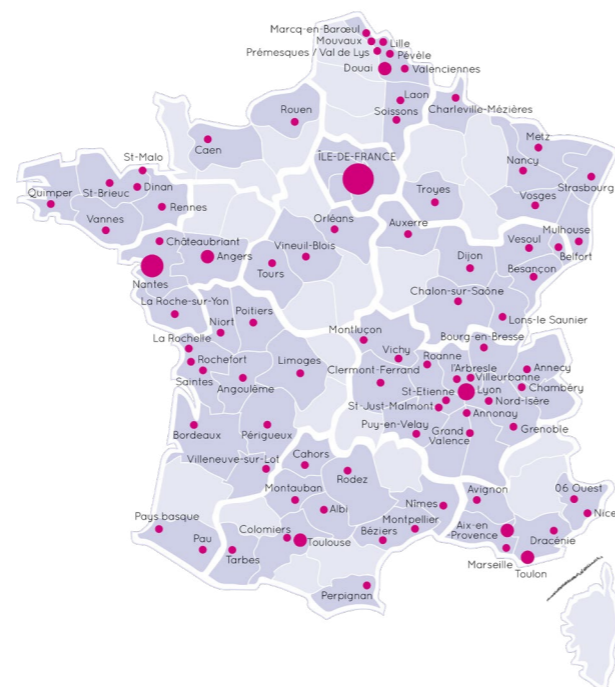 Marcq-en-Barœul
Mouvaux
Lille
Prémesques / Val de Lys
Pévèle
Douai
Valenciennes
Laon
Soissons
Charleville-Mézières
Rouen
Caen
ÎLE-DE-FRANCE
Metz
Nancy
Strasbourg
Vosges
Troyes
St-Malo
Quimper
St-Brieuc
Dinan
Rennes
Vannes
Orléans
Auxerre
Mulhouse
Vesoul
Belfort
Châteaubriant
Angers
Vineuil-Blois
Tours
Dijon
Besançon
Nantes
Chalon-sur-Saône
La Roche-sur-Yon
Poitiers
Lons-le Saunier
Niort
Montluçon
Bourg-en-Bresse
La Rochelle
Vichy
Roanne
l'Arbresle
Annecy
Rochefort
Limoges
Clermont-Ferrand
Villeurbanne
Saintes
St-Etienne
Lyon
Chambéry
Angoulême
St-Just-Malmont
Nord-Isère
Annonay
Puy-en-Velay
Grand
Valence
Grenoble
Bordeaux
Périgueux
Villeneuve-sur-Lot
Cahors
Rodez
Montauban
Avignon
06 Ouest
Nîmes
Albi
Nice
Pays basque
Colomiers
Montpellier
Aix-en
-Provence
Dracénie
Pau
Toulouse
Béziers
Tarbes
Marseille
Toulon
Perpignan